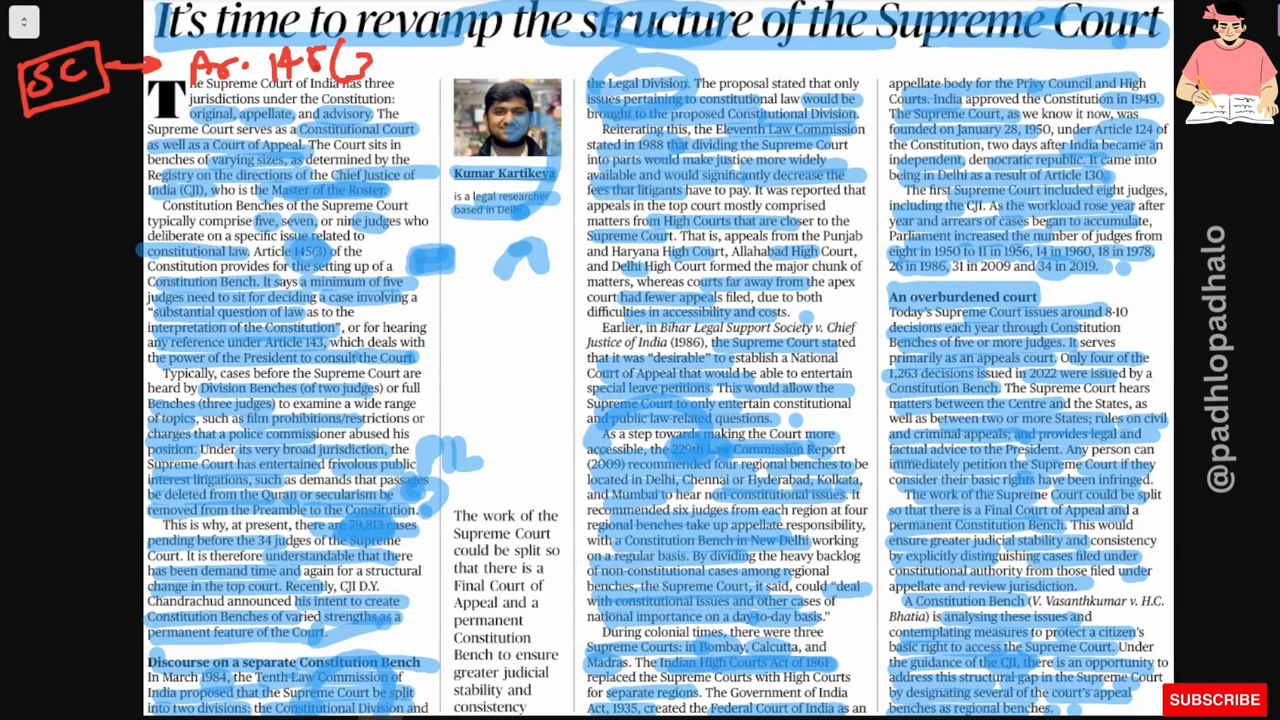 It's time to revamp the structure of the Supreme Court
SC → Ar. 145(3
The Supreme Court of India has three
jurisdictions under the Constitution:
original, appellate, and advisory. The
Supreme Court serves as a Constitutional Court
as well as a Court of Appeal. The Court sits in
benches of varying sizes, as determined by the
Registry on the directions of the Chief Justice of
India (CJI), who is the Master of the Roster.
Constitution Benches of the Supreme Court
typically comprise five, seven, or nine judges who
deliberate on a specific issue related to
constitutional law. Article 145(3) of the
Constitution provides for the setting up of a
Constitution Bench. It says a minimum of five
judges need to sit for deciding a case involving a
“substantial question of law as to the
interpretation of the Constitution”, or for hearing
any reference under Article 143, which deals with
the power of the President to consult the Court.
Typically, cases before the Supreme Court are
heard by Division Benches (of two judges) or full
Benches (three judges) to examine a wide range
of topics, such as film prohibitions/restrictions or
charges that a police commissioner abused his
position. Under its very broad jurisdiction, the
Supreme Court has entertained frivolous public
interest litigations, such as demands that passages
be deleted from the Quran or secularism be
removed from the Preamble to the Constitution.
This is why, at present, there are 79,813 cases
pending before the 34 judges of the Supreme
Court. It is therefore understandable that there
has been demand time and again for a structural
change in the top court. Recently, CJI D.Y.
Chandrachud announced his intent to create
Constitution Benches of varied strengths as a
permanent feature of the Court.
Discourse on a separate Constitution Bench
In March 1984, the Tenth Law Commission of
India proposed that the Supreme Court be split
into two divisions: the Constitutional Division and
Kumar Kartikeya
is a legal researcher
based in Delhi
The work of the
Supreme Court
could be split so
that there is a
Final Court of
Appeal and a
permanent
Constitution
Bench to ensure
greater judicial
stability and
consistency
the Legal Division. The proposal stated that only
issues pertaining to constitutional law would be
brought to the proposed Constitutional Division.
Reiterating this, the Eleventh Law Commission
stated in 1988 that dividing the Supreme Court
into parts would make justice more widely
available and would significantly decrease the
fees that litigants have to pay. It was reported that
appeals in the top court mostly comprised
matters from High Courts that are closer to the
Supreme Court. That is, appeals from the Punjab
and Haryana High Court, Allahabad High Court,
and Delhi High Court formed the major chunk of
matters, whereas courts far away from the apex
court had fewer appeals filed, due to both
difficulties in accessibility and costs.
Earlier, in Bihar Legal Support Society v. Chief
Justice of India (1986), the Supreme Court stated
that it was “desirable” to establish a National
Court of Appeal that would be able to entertain
special leave petitions. This would allow the
Supreme Court to only entertain constitutional
and public law-related questions.
As a step towards making the Court more
accessible, the 229th Law Commission Report
(2009) recommended four regional benches to be
located in Delhi, Chennai or Hyderabad, Kolkata,
and Mumbai to hear non-constitutional issues. It
recommended six judges from each region at four
regional benches take up appellate responsibility,
with a Constitution Bench in New Delhi working
on a regular basis. By dividing the heavy backlog
of non-constitutional cases among regional
benches, the Supreme Court, it said, could “deal
with constitutional issues and other cases of
national importance on a day-to-day basis.”
During colonial times, there were three
Supreme Courts: in Bombay, Calcutta, and
Madras. The Indian High Courts Act of 1861
replaced the Supreme Courts with High Courts
for separate regions. The Government of India
Act, 1935, created the Federal Court of India as an
appellate body for the Privy Council and High
Courts. India approved the Constitution in 1949.
The Supreme Court, as we know it now, was
founded on January 28, 1950, under Article 124 of
the Constitution, two days after India became an
independent, democratic republic. It came into
being in Delhi as a result of Article 130.
The first Supreme Court included eight judges,
including the CJI. As the workload rose year after
year and arrears of cases began to accumulate,
Parliament increased the number of judges from
eight in 1950 to 11 in 1956, 14 in 1960, 18 in 1978,
26 in 1986, 31 in 2009 and 34 in 2019.
An overburdened court
Today's Supreme Court issues around 8-10
decisions each year through Constitution
Benches of five or more judges. It serves
primarily as an appeals court. Only four of the
1,263 decisions issued in 2022 were issued by a
Constitution Bench. The Supreme Court hears
matters between the Centre and the States, as
well as between two or more States; rules on civil
and criminal appeals; and provides legal and
factual advice to the President. Any person can
immediately petition the Supreme Court if they
consider their basic rights have been infringed.
The work of the Supreme Court could be split
so that there is a Final Court of Appeal and a
permanent Constitution Bench. This would
ensure greater judicial stability and consistency
by explicitly distinguishing cases filed under
constitutional authority from those filed under
appellate and review jurisdiction.
A Constitution Bench (V. Vasanthkumar v. H.C.
Bhatia) is analysing these issues and
contemplating measures to protect a citizen's
basic right to access the Supreme Court. Under
the guidance of the CJI, there is an opportunity to
address this structural gap in the Supreme Court
by designating several of the court's appeal
benches as regional benches.
@padhlopadhalo
SUBSCRIBE